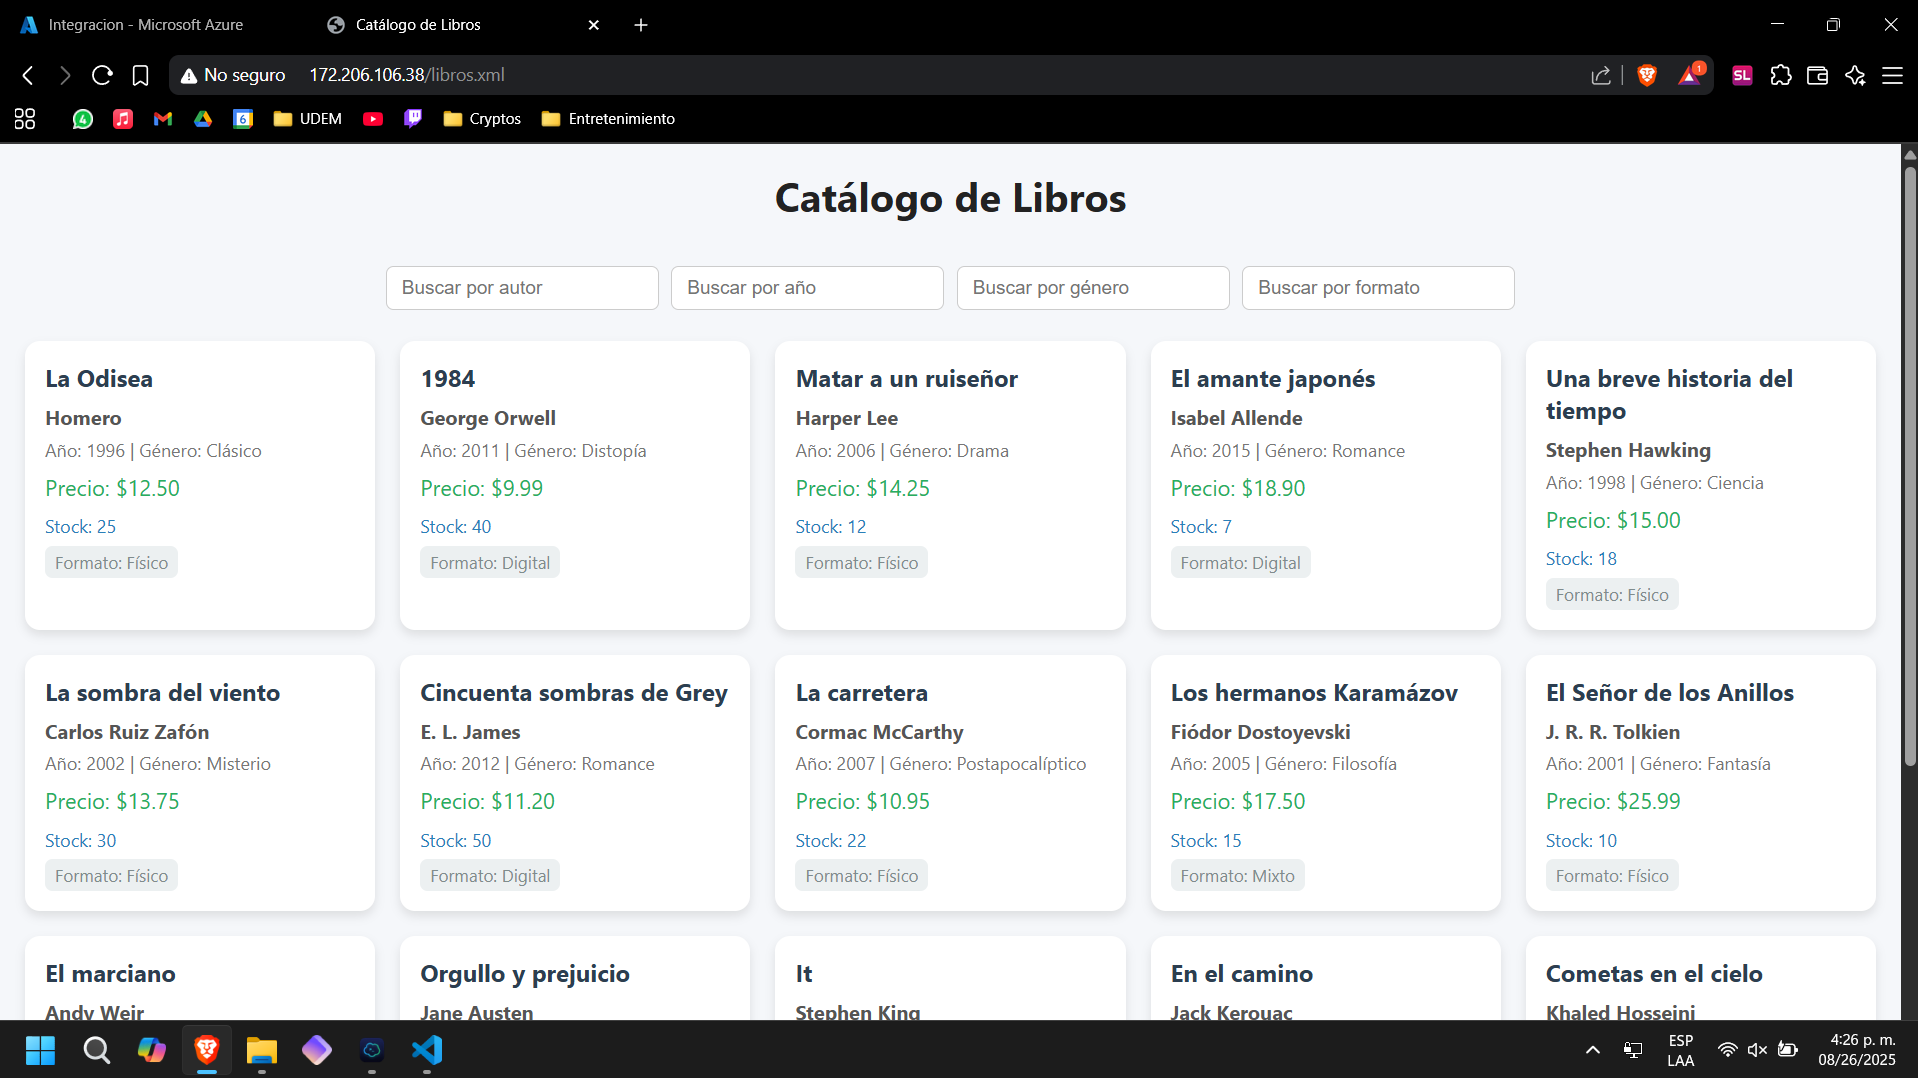 Integracion - Microsoft Azure
Catálogo de Libros
No seguro
172.206.106.38/libros.xml
1
SL
4
6
UDEM
Cryptos
Entretenimiento
Catálogo de Libros
Buscar por autor
Buscar por año
Buscar por género
Buscar por formato
La Odisea
Homero
Año: 1996 | Género: Clásico
Precio: $12.50
Stock: 25
Formato: Físico
1984
George Orwell
Año: 2011 | Género: Distopía
Precio: $9.99
Stock: 40
Formato: Digital
Matar a un ruiseñor
Harper Lee
Año: 2006 | Género: Drama
Precio: $14.25
Stock: 12
Formato: Físico
El amante japonés
Isabel Allende
Año: 2015 | Género: Romance
Precio: $18.90
Stock: 7
Formato: Digital
Una breve historia del
tiempo
Stephen Hawking
Año: 1998 | Género: Ciencia
Precio: $15.00
Stock: 18
Formato: Físico
La sombra del viento
Carlos Ruiz Zafón
Año: 2002 | Género: Misterio
Precio: $13.75
Stock: 30
Formato: Físico
Cincuenta sombras de Grey
E. L. James
Año: 2012 | Género: Romance
Precio: $11.20
Stock: 50
Formato: Digital
La carretera
Cormac McCarthy
Año: 2007 | Género: Postapocalíptico
Precio: $10.95
Stock: 22
Formato: Físico
Los hermanos Karamázov
Fiódor Dostoyevski
Año: 2005 | Género: Filosofía
Precio: $17.50
Stock: 15
Formato: Mixto
El Señor de los Anillos
J. R. R. Tolkien
Año: 2001 | Género: Fantasía
Precio: $25.99
Stock: 10
Formato: Físico
El marciano
Andy Weir
Orgullo y prejuicio
Jane Austen
It
Stephen King
En el camino
Jack Kerouac
Cometas en el cielo
Khaled Hosseini
ESP
LAA
4:26 p. m.
08/26/2025